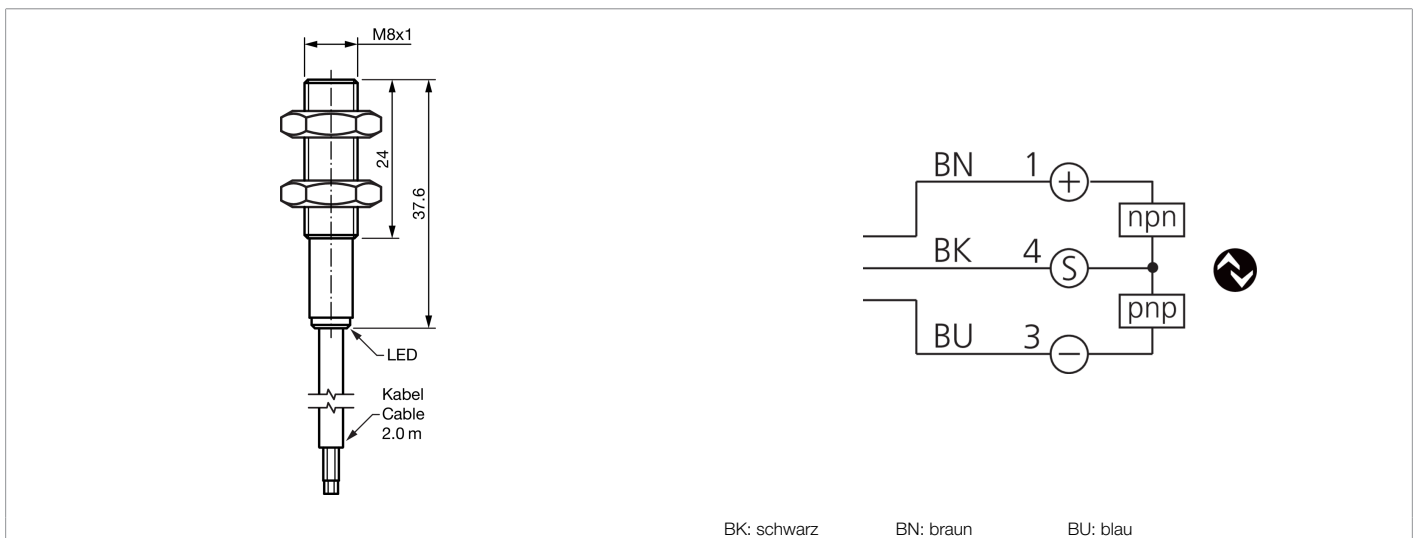 M8x1
24
37.6
LED
Kabel
Cable
2.0 m
BN 1 +
npn
BK 4 S
pnp
BU 3 −
BK: schwarz BN: braun BU: blau